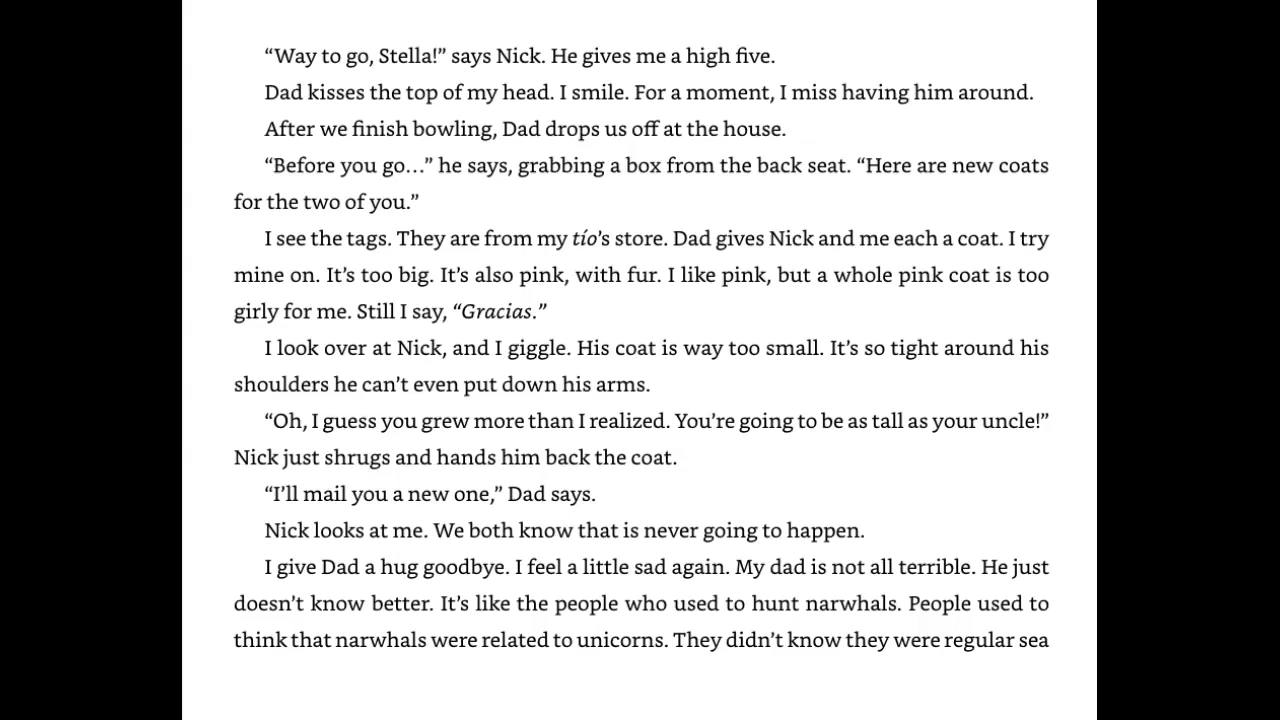 “Way to go, Stella!” says Nick. He gives me a high five.
Dad kisses the top of my head. I smile. For a moment, I miss having him around.
After we finish bowling, Dad drops us off at the house.
“Before you go…” he says, grabbing a box from the back seat. “Here are new coats
for the two of you.”
I see the tags. They are from my tío’s store. Dad gives Nick and me each a coat. I try
mine on. It’s too big. It’s also pink, with fur. I like pink, but a whole pink coat is too
girly for me. Still I say, “Gracias.”
I look over at Nick, and I giggle. His coat is way too small. It’s so tight around his
shoulders he can’t even put down his arms.
“Oh, I guess you grew more than I realized. You’re going to be as tall as your uncle!”
Nick just shrugs and hands him back the coat.
“I’ll mail you a new one,” Dad says.
Nick looks at me. We both know that is never going to happen.
I give Dad a hug goodbye. I feel a little sad again. My dad is not all terrible. He just
doesn’t know better. It’s like the people who used to hunt narwhals. People used to
think that narwhals were related to unicorns. They didn’t know they were regular sea